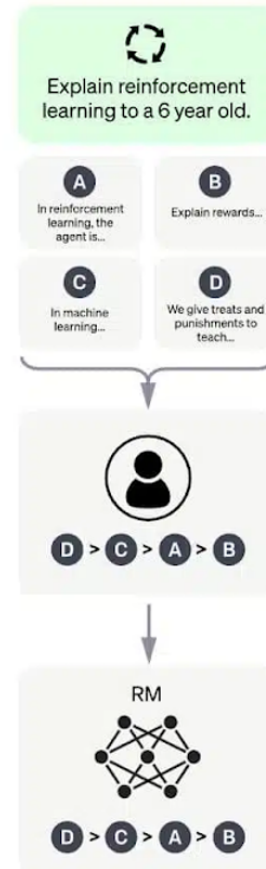 Explain reinforcement
learning to a 6 year old.
A
In reinforcement
learning, the
agent is...
B
Explain rewards...
C
In machine
learning...
D
We give treats and
punishments to
teach...
D > C > A > B
RM
D > C > A > B